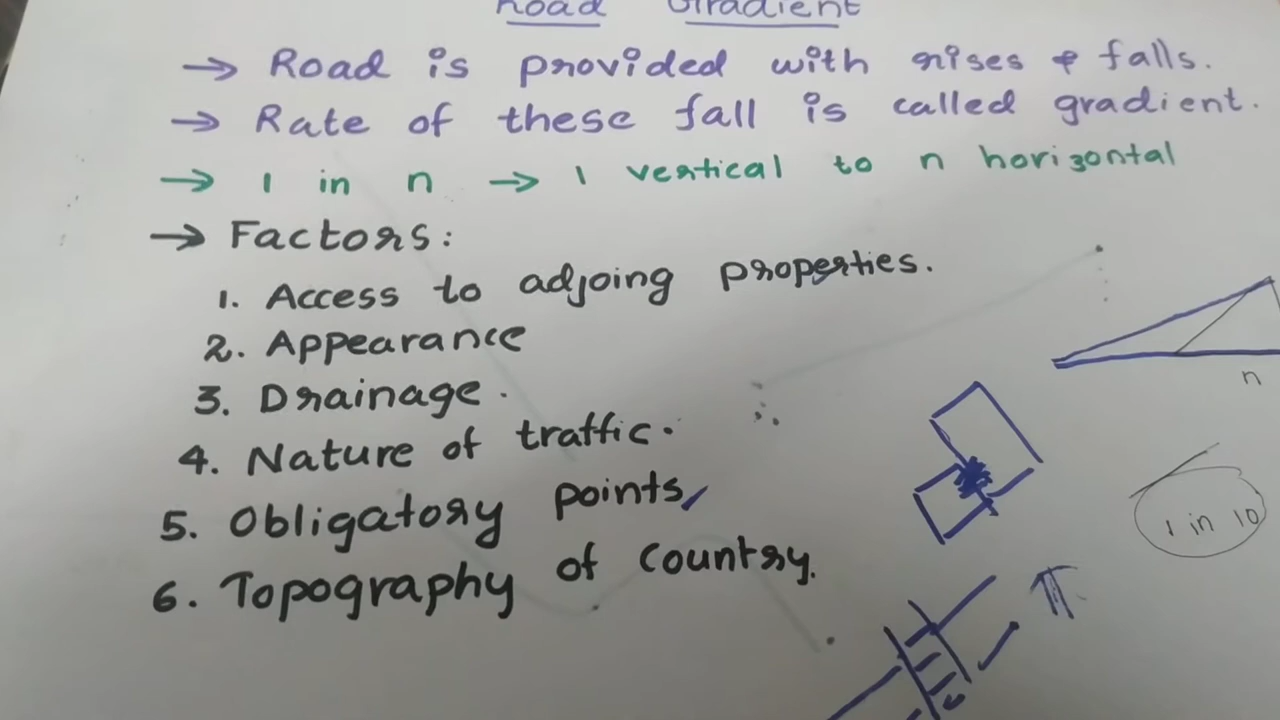 Road Gradient
→ Road is provided with rises & falls.
→ Rate of these fall is called gradient.
→ 1 in n → 1 vertical to n horizontal
→ Factors:
1. Access to adjoing properties.
2. Appearance
3. Drainage.
4. Nature of traffic.
5. Obligatory points,
6. Topography of country.
n
1 in 10